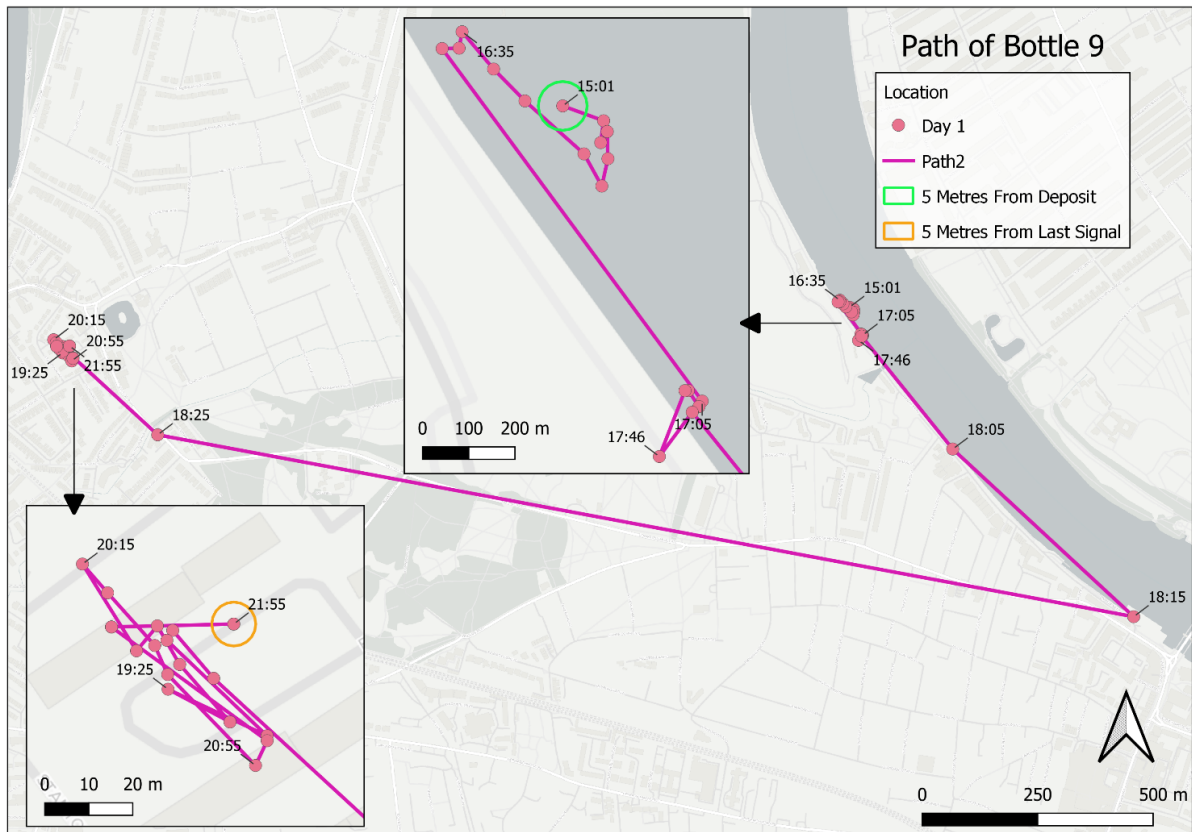 Path of Bottle 9
Location
Day 1
Path2
5 Metres From Deposit
5 Metres From Last Signal
16:35
15:01
17:05
17:46
0 100 200 m
16:35
15:01
17:05
17:46
18:05
18:15
18:25
20:15
20:55
19:25
21:55
20:15
21:55
19:25
20:55
0 10 20 m
0 250 500 m